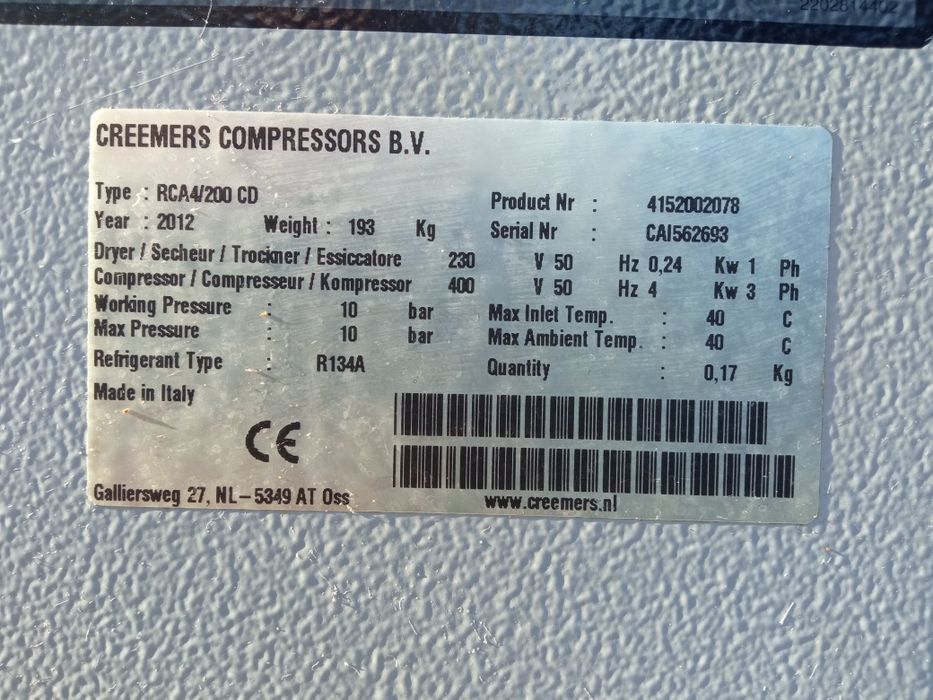 2202814402
CREEMERS COMPRESSORS B.V.
Type : RCA4/200 CD Product Nr : 4152002078
Year : 2012 Weight : 193 Kg Serial Nr : CAI562693
Dryer / Secheur / Trockner / Essiccatore 230 V 50 Hz 0,24 Kw 1 Ph
Compressor / Compresseur / Kompressor 400 V 50 Hz 4 Kw 3 Ph
Working Pressure : 10 bar Max Inlet Temp. : 40 C
Max Pressure : 10 bar Max Ambient Temp. : 40 C
Refrigerant Type : R134A Quantity : 0,17 Kg
Made in Italy
CE
Galliersweg 27, NL-5349 AT Oss www.creemers.nl